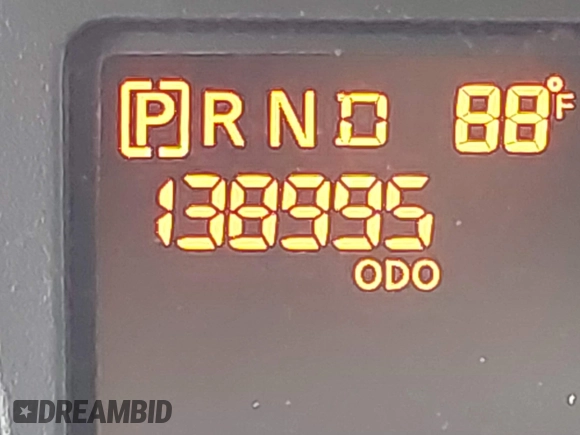 [P] R N D 88°F
138995
ODO
DREAMBID